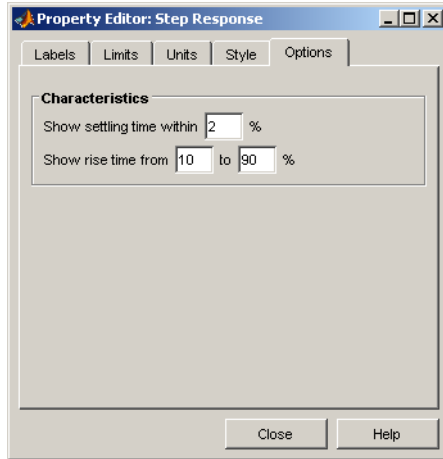 Property Editor: Step Response
Labels Limits Units Style Options
Characteristics
Show settling time within 2 %
Show rise time from 10 to 90 %
Close Help